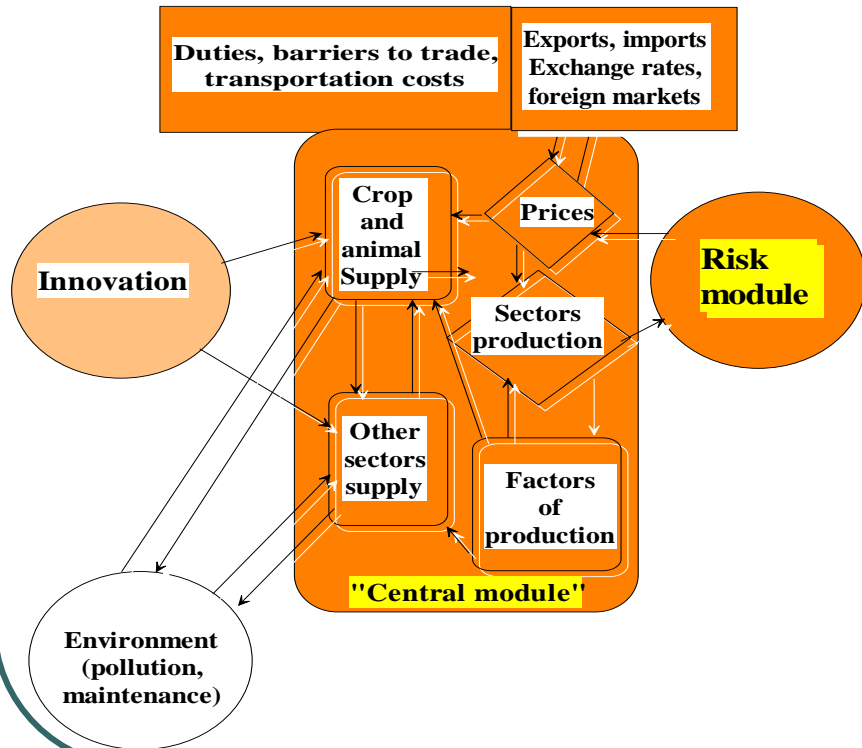 Duties, barriers to trade,
transportation costs
Exports, imports
Exchange rates,
foreign markets
Crop
and
animal
Supply
Prices
Innovation
Risk
module
Sectors
production
Other
sectors
supply
Factors
of
production
"Central module"
Environment
(pollution,
maintenance)